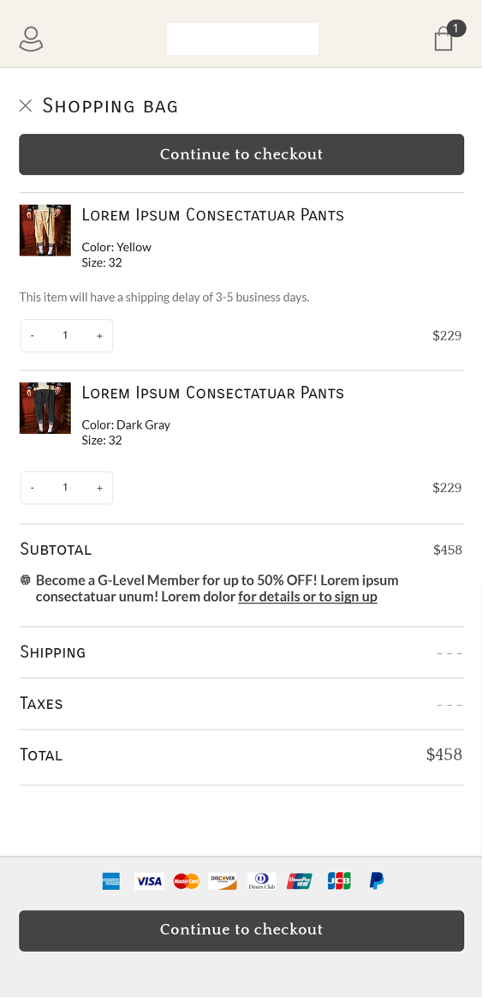 1
Shopping bag
Continue to checkout
Lorem Ipsum Consectatuar Pants
Color: Yellow
Size: 32
This item will have a shipping delay of 3-5 business days.
- 1 + $229
Lorem Ipsum Consectatuar Pants
Color: Dark Gray
Size: 32
- 1 + $229
Subtotal $458
Become a G-Level Member for up to 50% OFF! Lorem ipsum
consectatuar unum! Lorem dolor for details or to sign up
Shipping - - -
Taxes - - -
Total $458
VISA MasterCard DISCOVER Diners Club UnionPay JCB
Continue to checkout